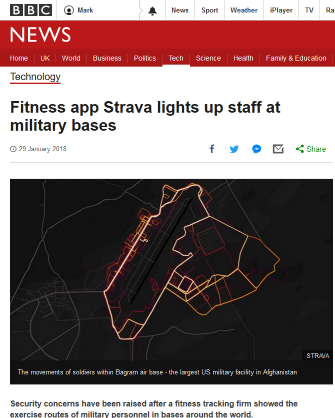 BBC
Mark
News
Sport
Weather
iPlayer
TV
Ra
NEWS
Home
UK
World
Business
Politics
Tech
Science
Health
Family & Education
Technology
Fitness app Strava lights up staff at
military bases
29 January 2018
Share
STRAVA
The movements of soldiers within Bagram air base - the largest US military facility in Afghanistan
Security concerns have been raised after a fitness tracking firm showed the
exercise routes of military personnel in bases around the world.